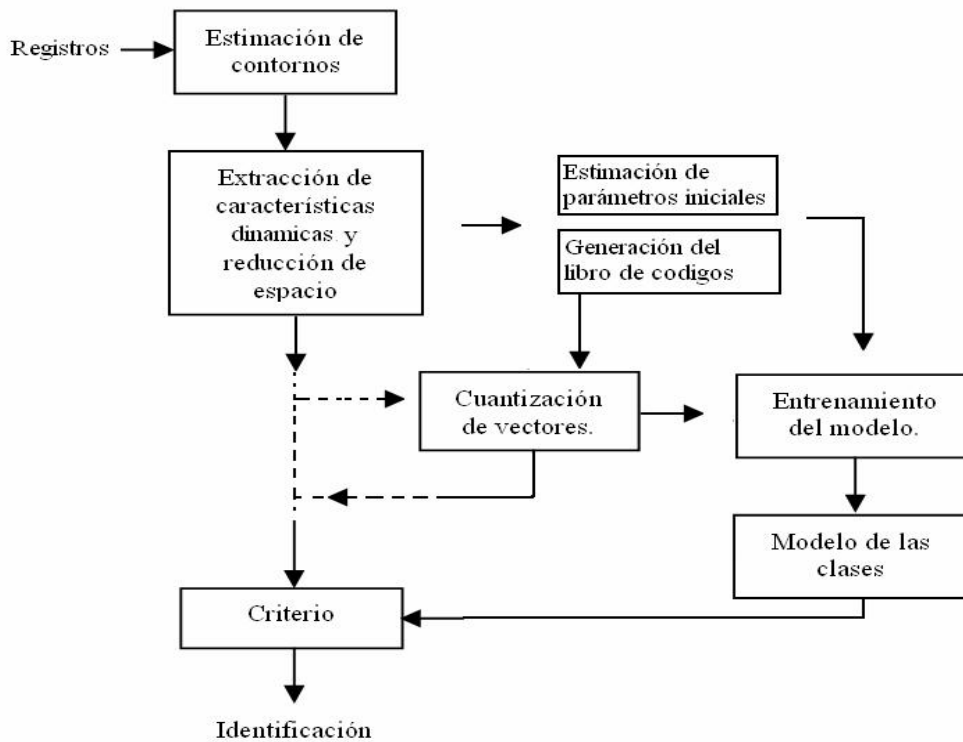 Registros
Estimación de
contornos
Extracción de
características
dinamicas y
reducción de
espacio
Estimación de
parámetros iniciales
Generación del
libro de codigos
Cuantización
de vectores.
Entrenamiento
del modelo.
Modelo de las
clases
Criterio
Identificación